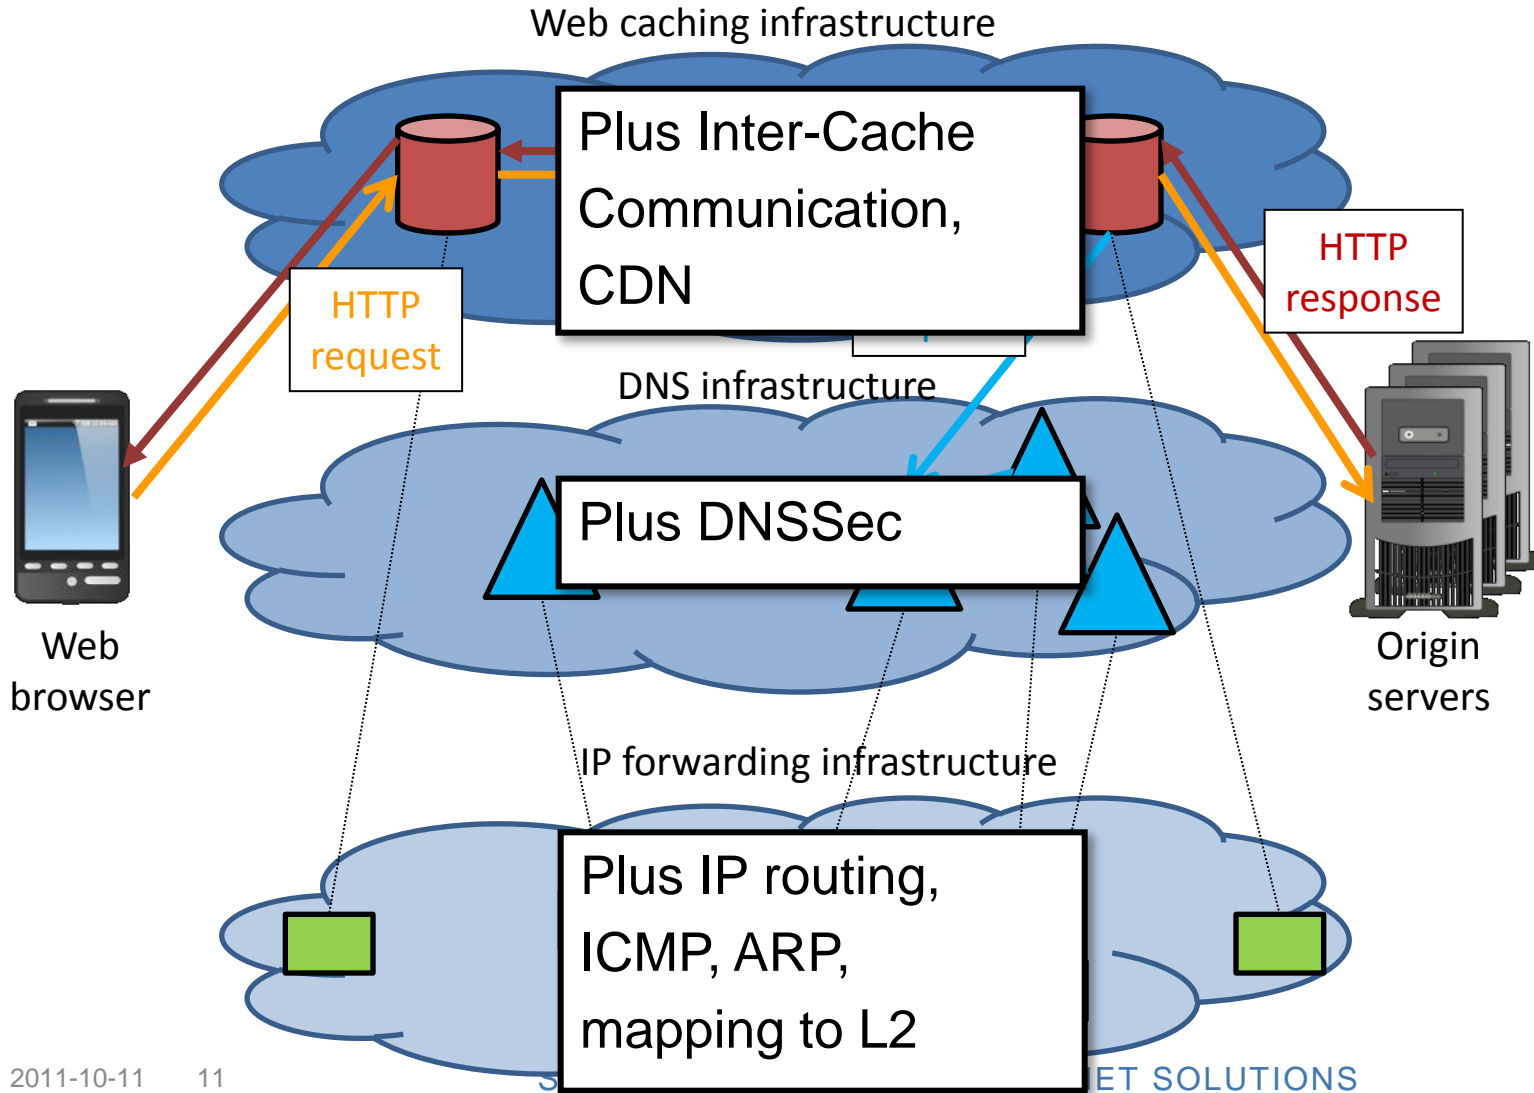 Web caching infrastructure
Plus Inter-Cache
Communication,
CDN
HTTP
request
HTTP
response
DNS infrastructure
Plus DNSSec
Web
browser
Origin
servers
IP forwarding infrastructure
Plus IP routing,
ICMP, ARP,
mapping to L2
2011-10-11 11
SOLUTIONS